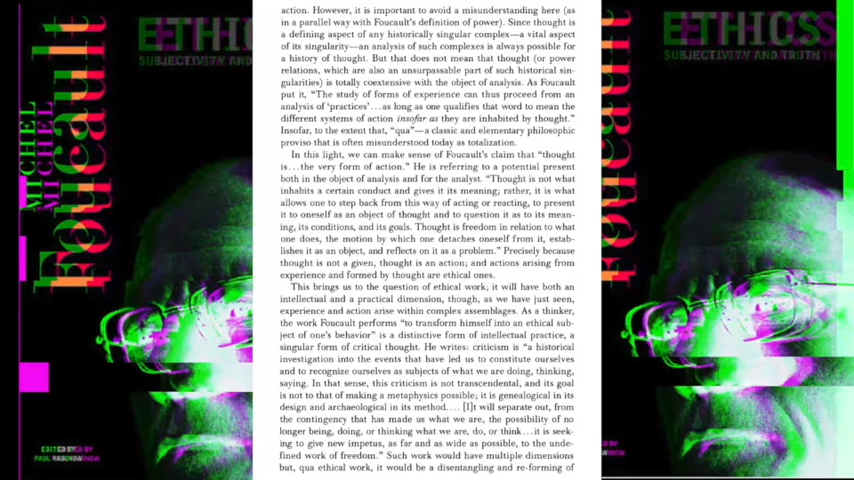 MICHEL
MICHEL
Foucault
ETHICS
SUBJECTIVITY AND
EDITED BY
PAUL RABINOW
action. However, it is important to avoid a misunderstanding here (as
in a parallel way with Foucault's definition of power). Since thought is
a defining aspect of any historically singular complex—a vital aspect
of its singularity—an analysis of such complexes is always possible for
a history of thought. But that does not mean that thought (or power
relations, which are also an unsurpassable part of such historical sin-
gularities) is totally coextensive with the object of analysis. As Foucault
put it, “The study of forms of experience can thus proceed from an
analysis of ‘practices’...as long as one qualifies that word to mean the
different systems of action insofar as they are inhabited by thought.”
Insofar, to the extent that, “qua”—a classic and elementary philosophic
proviso that is often misunderstood today as totalization.
In this light, we can make sense of Foucault's claim that “thought
is...the very form of action.” He is referring to a potential present
both in the object of analysis and for the analyst. “Thought is not what
inhabits a certain conduct and gives it its meaning; rather, it is what
allows one to step back from this way of acting or reacting, to present
it to oneself as an object of thought and to question it as to its mean-
ing, its conditions, and its goals. Thought is freedom in relation to what
one does, the motion by which one detaches oneself from it, estab-
lishes it as an object, and reflects on it as a problem.” Precisely because
thought is not a given, thought is an action; and actions arising from
experience and formed by thought are ethical ones.
This brings us to the question of ethical work; it will have both an
intellectual and a practical dimension, though, as we have just seen,
experience and action arise within complex assemblages. As a thinker,
the work Foucault performs “to transform himself into an ethical sub-
ject of one's behavior” is a distinctive form of intellectual practice, a
singular form of critical thought. He writes: criticism is “a historical
investigation into the events that have led us to constitute ourselves
and to recognize ourselves as subjects of what we are doing, thinking,
saying. In that sense, this criticism is not transcendental, and its goal
is not to that of making a metaphysics possible; it is genealogical in its
design and archaeological in its method.... [I]t will separate out, from
the contingency that has made us what we are, the possibility of no
longer being, doing, or thinking what we are, do, or think...it is seek-
ing to give new impetus, as far and as wide as possible, to the unde-
fined work of freedom.” Such work would have multiple dimensions
but, qua ethical work, it would be a disentangling and re-forming of
Foucault
ETHICS
SUBJECTIVITY AND TRUTH